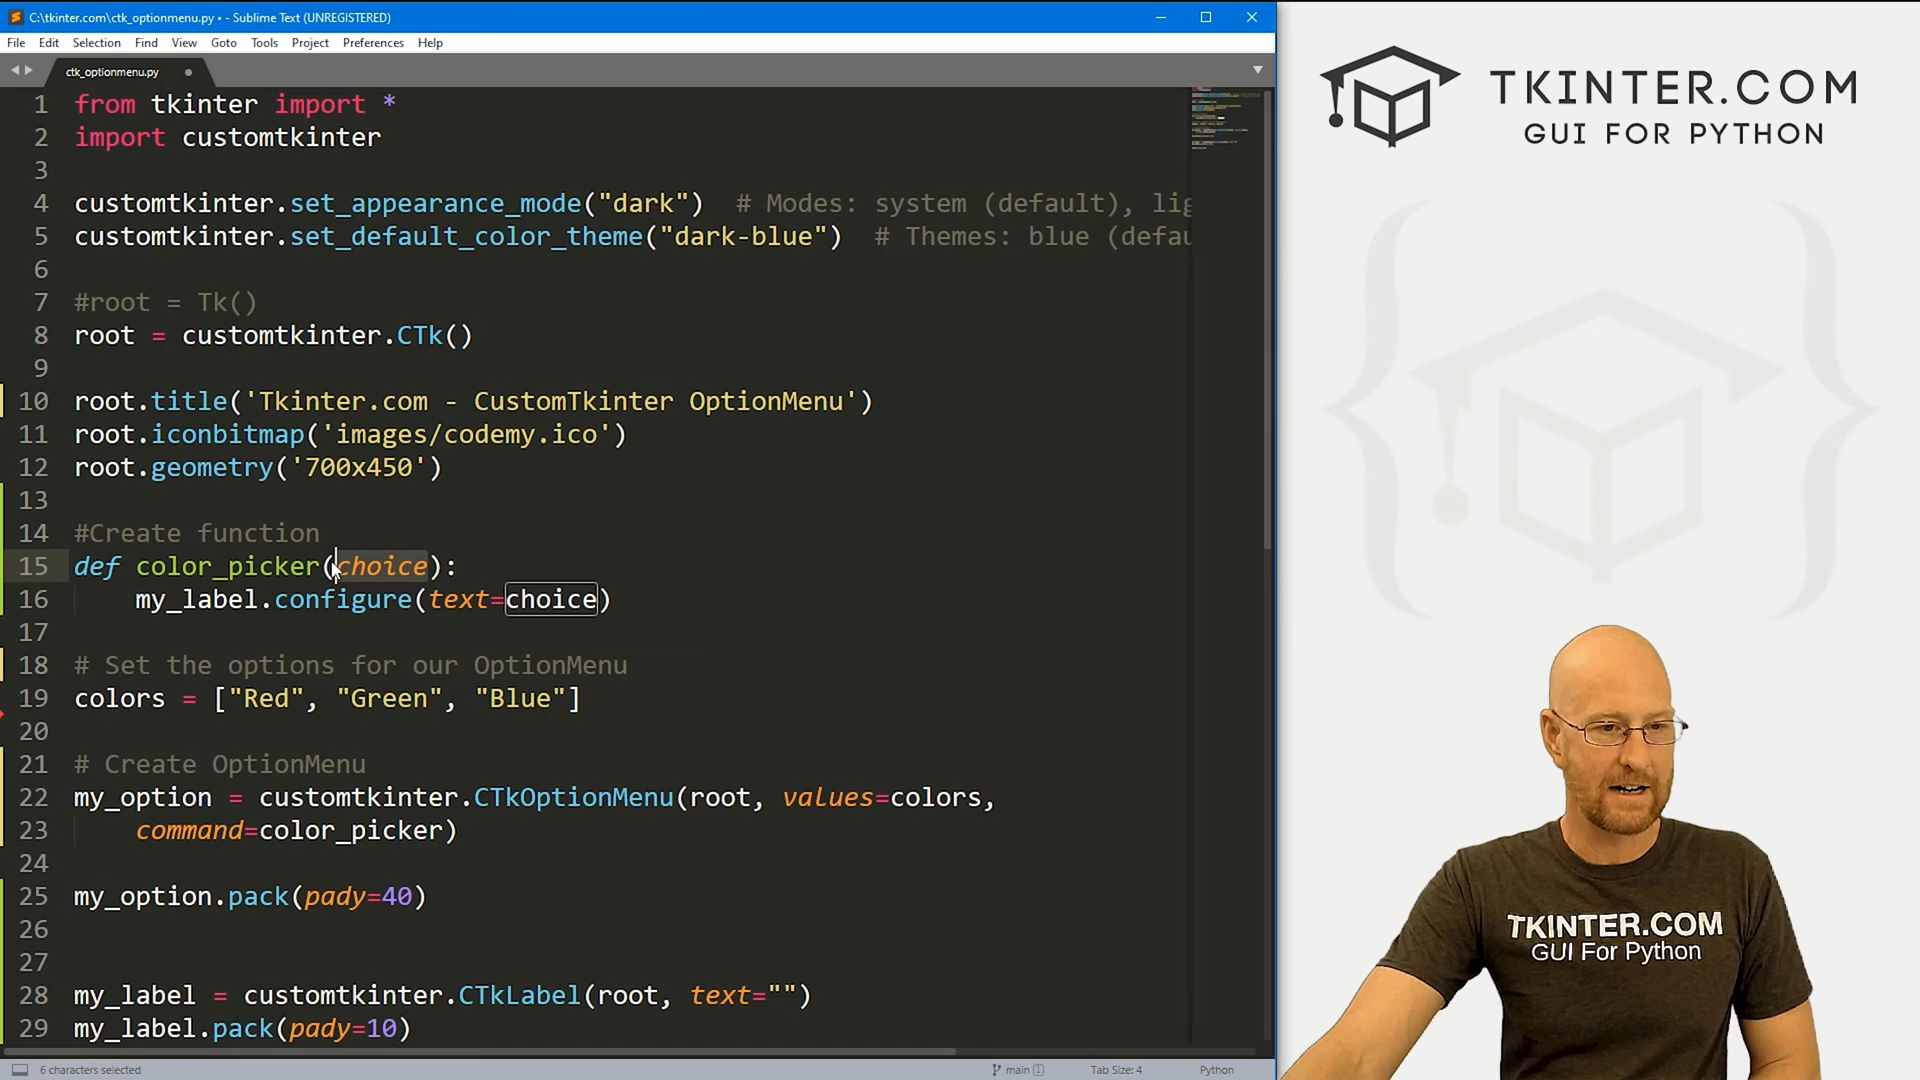 C:\tkinter.com\ctk_optionmenu.py • - Sublime Text (UNREGISTERED)
File Edit Selection Find View Goto Tools Project Preferences Help
ctk_optionmenu.py
1 from tkinter import *
2 import customtkinter
3
4 customtkinter.set_appearance_mode("dark")  # Modes: system (default), lig
5 customtkinter.set_default_color_theme("dark-blue")  # Themes: blue (defau
6
7 #root = Tk()
8 root = customtkinter.CTk()
9
10 root.title('Tkinter.com - CustomTkinter OptionMenu')
11 root.iconbitmap('images/codemy.ico')
12 root.geometry('700x450')
13
14 #Create function
15 def color_picker(choice):
16     my_label.configure(text=choice)
17
18 # Set the options for our OptionMenu
19 colors = ["Red", "Green", "Blue"]
20
21 # Create OptionMenu
22 my_option = customtkinter.CTkOptionMenu(root, values=colors,
23     command=color_picker)
24
25 my_option.pack(pady=40)
26
27
28 my_label = customtkinter.CTkLabel(root, text="")
29 my_label.pack(pady=10)
6 characters selected
main 1
Tab Size: 4
Python
TKINTER.COM
GUI FOR PYTHON
TKINTER.COM
GUI For Python